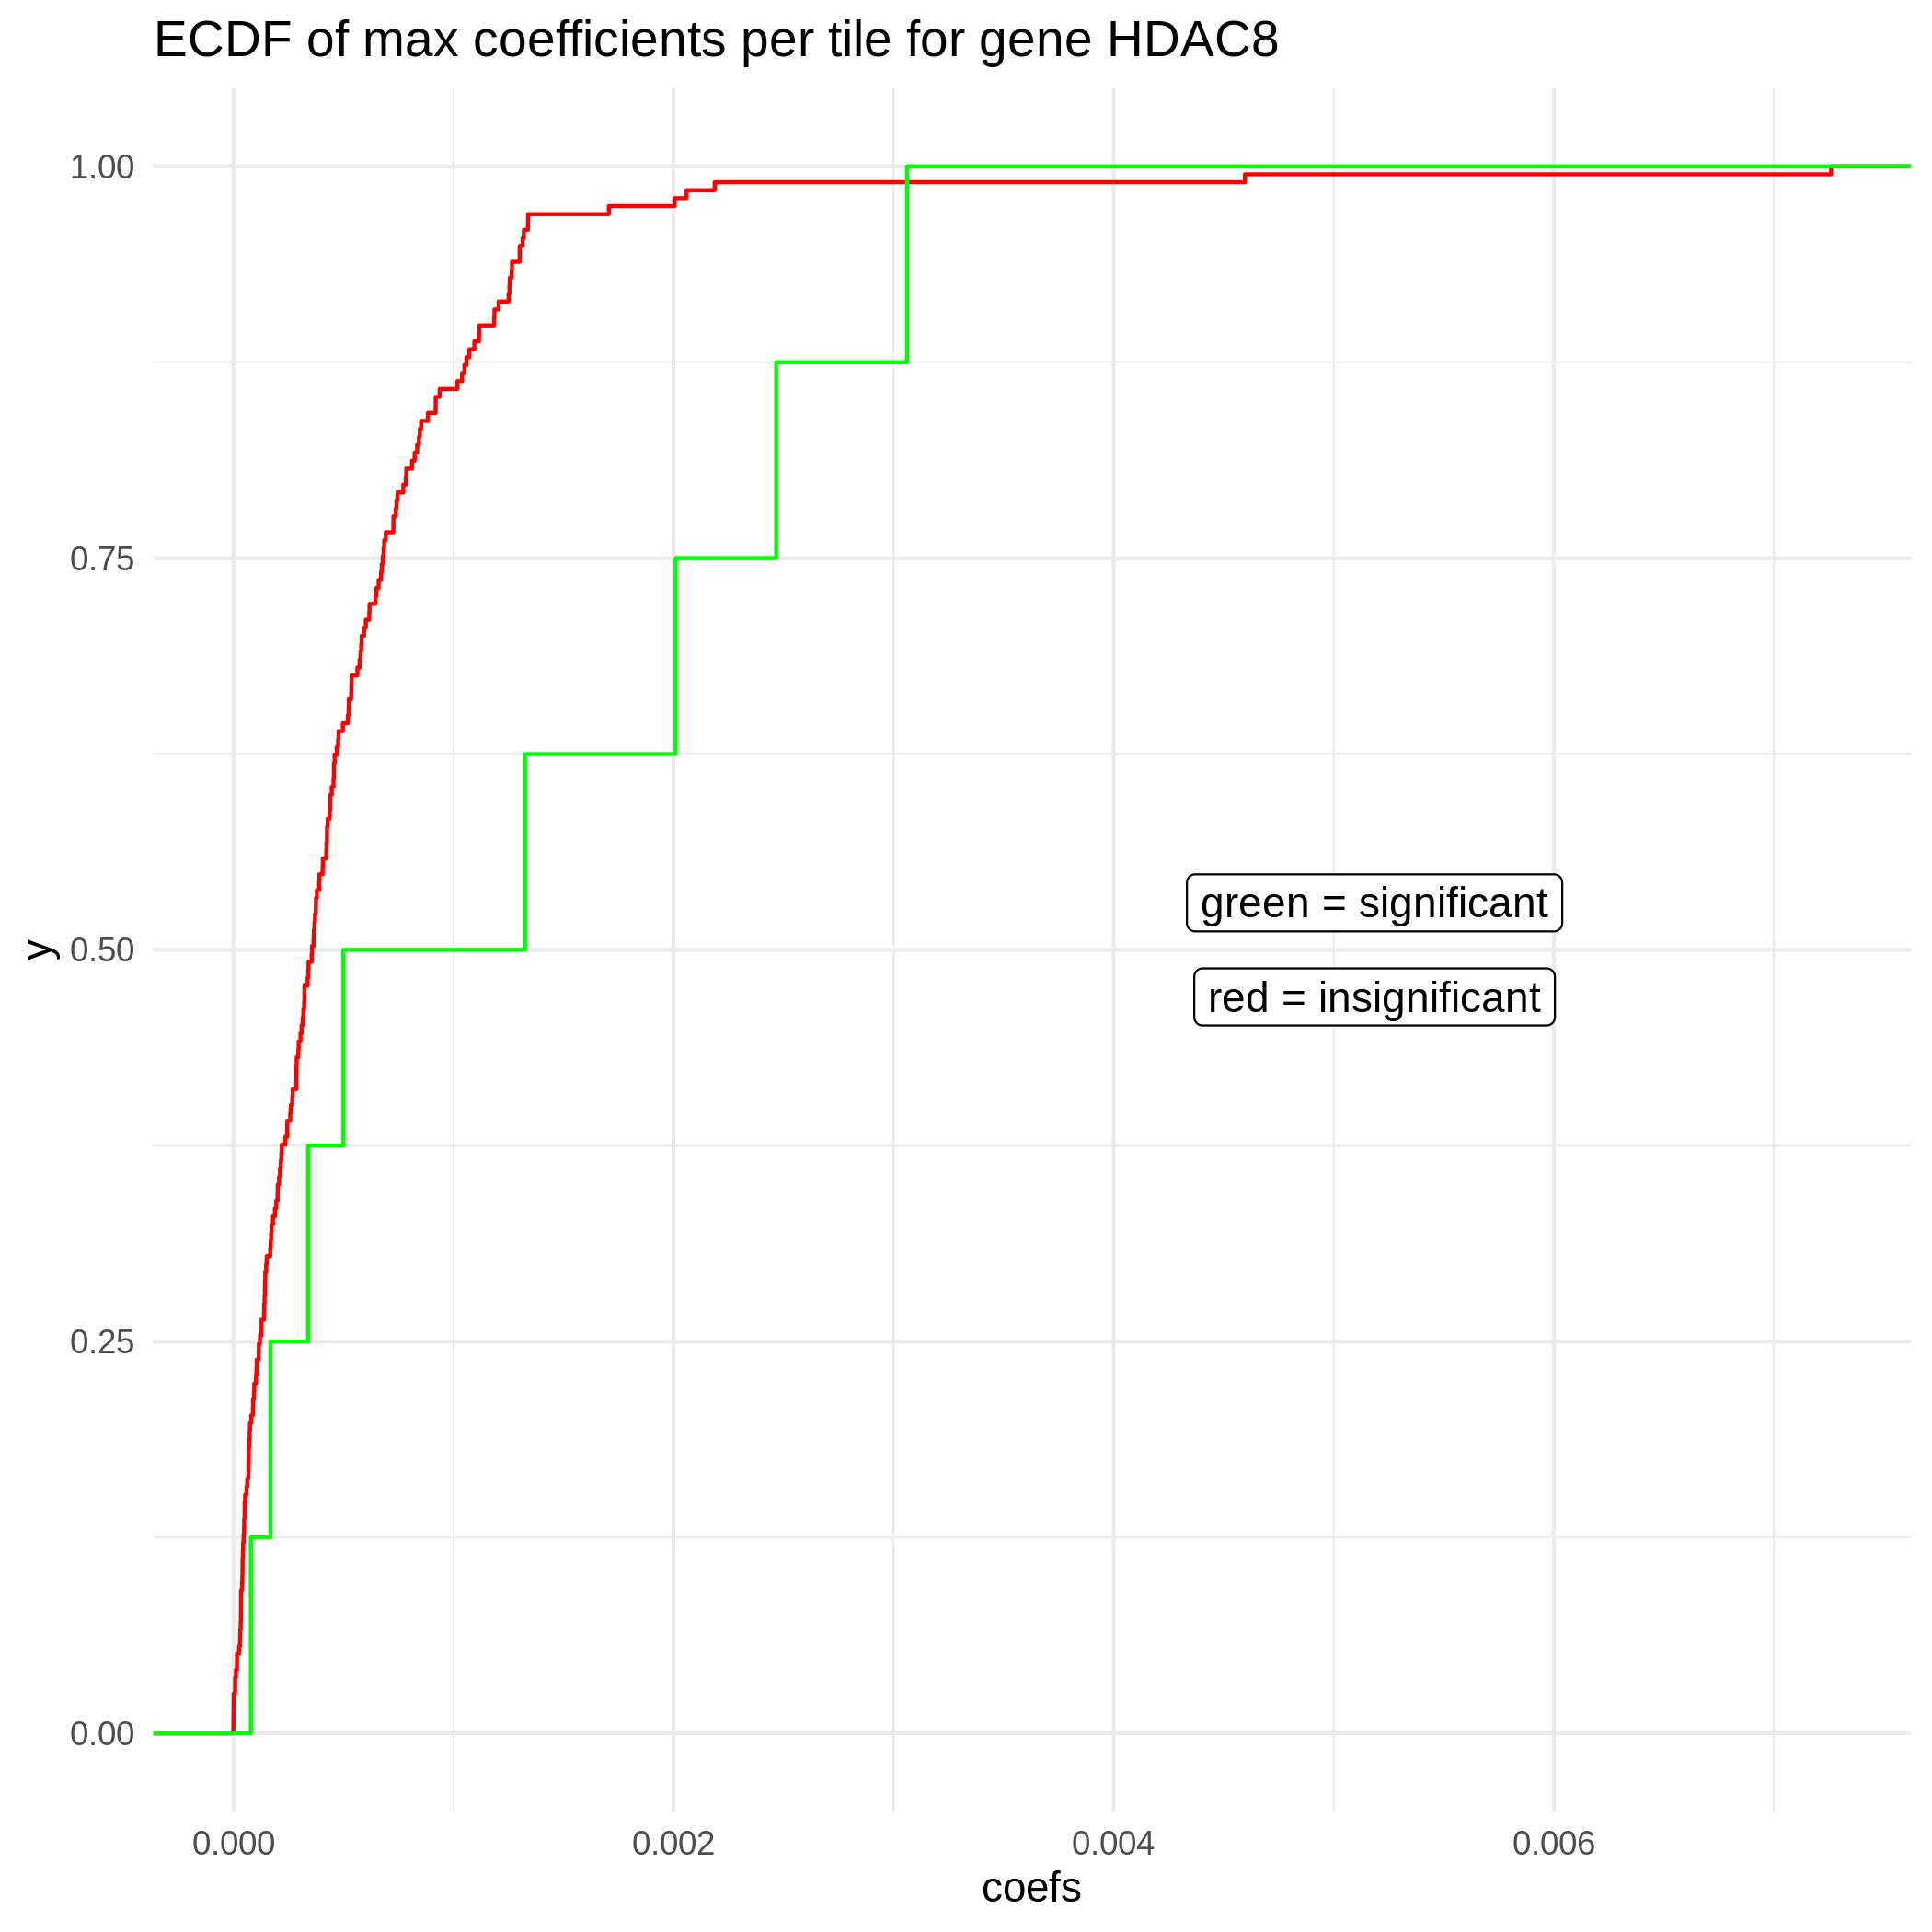 ECDF of max coefficients per tile for gene HDAC8
1.00
0.75
0.50
0.25
0.00
y
green = significant
red = insignificant
0.000
0.002
0.004
0.006
coefs